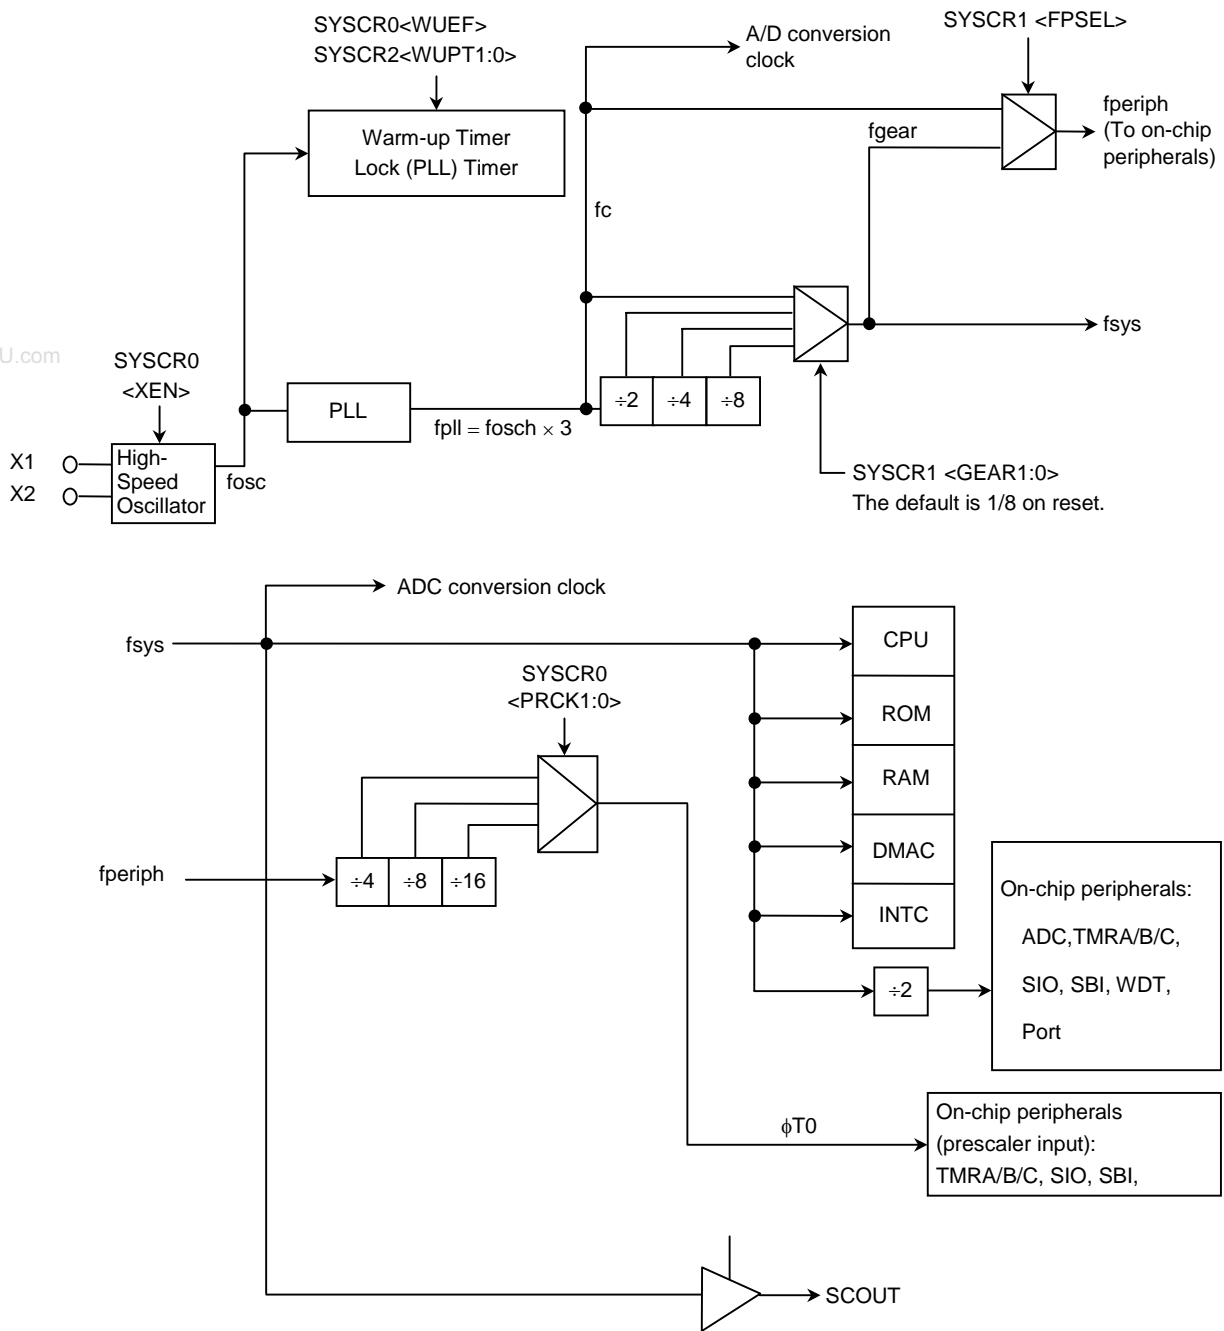 SYSCR0<WUEF>
SYSCR2<WUPT1:0>
Warm-up Timer
Lock (PLL) Timer
A/D conversion
clock
SYSCR1 <FPSEL>
fperiph
(To on-chip
peripherals)
fgear
fc
fsys
U.com
SYSCR0
<XEN>
PLL
fpll = fosch × 3
÷2
÷4
÷8
X1
X2
High-
Speed
Oscillator
fosc
SYSCR1 <GEAR1:0>
The default is 1/8 on reset.
ADC conversion clock
fsys
SYSCR0
<PRCK1:0>
CPU
ROM
RAM
DMAC
INTC
fperiph
÷4
÷8
÷16
÷2
On-chip peripherals:
ADC,TMRA/B/C,
SIO, SBI, WDT,
Port
ϕT0
On-chip peripherals
(prescaler input):
TMRA/B/C, SIO, SBI,
SCOUT